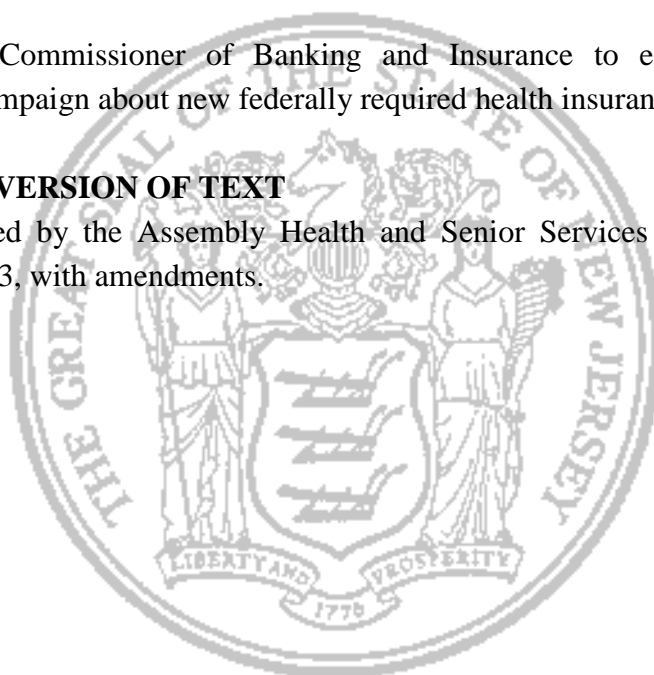 Commissioner of Banking and Insurance to e
mpaign about new federally required health insuran
VERSION OF TEXT
ed by the Assembly Health and Senior Services
3, with amendments.
THE GREAT SEAL OF THE STATE OF NEW JERSEY
LIBERTY AND PROSPERITY
1776